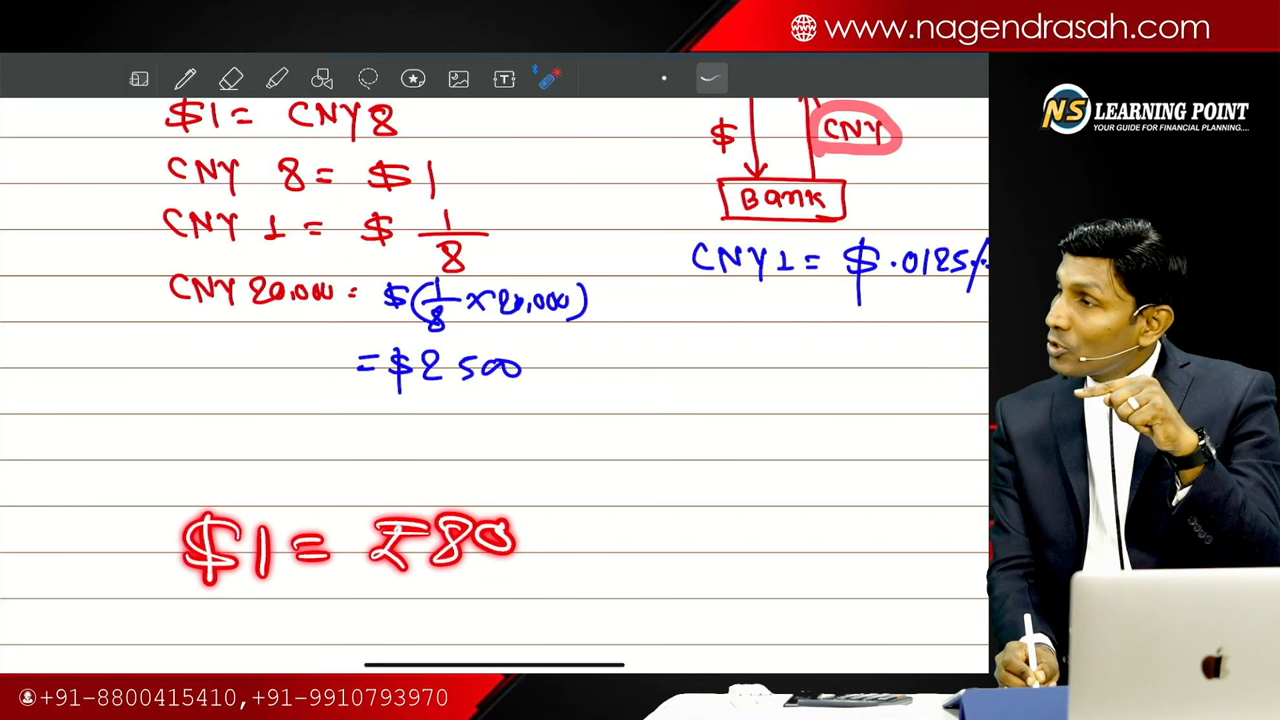 www.nagendrasah.com
NS LEARNING POINT
YOUR GUIDE FOR FINANCIAL PLANNING....
$1 = CNY 8
CNY 8 = $ 1
CNY 1 = $ 1/8
CNY 20,000 = $(1/8 × 20,000)
= $2500
$1 = ₹80
$
CNY
Bank
CNY 1 = $.0125/.
+91-8800415410,+91-9910793970